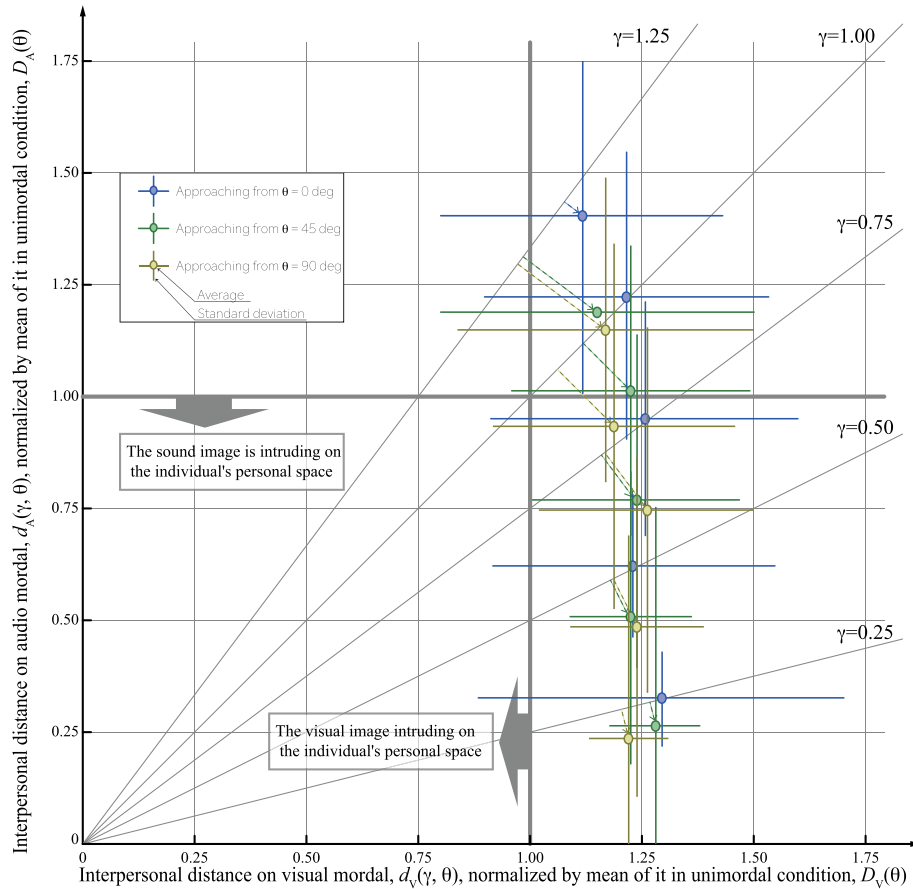 Interpersonal distance on audio mordal, d_A(γ, θ), normalized by mean of it in unimordal condition, D_A(θ)
γ=1.25
γ=1.00
1.75
1.50
Approaching from θ = 0 deg
Approaching from θ = 45 deg
Approaching from θ = 90 deg
Average
Standard deviation
γ=0.75
1.25
1.00
The sound image is intruding on
the individual's personal space
γ=0.50
0.75
0.50
γ=0.25
The visual image intruding on
the individual's personal space
0.25
0
0 0.25 0.50 0.75 1.00 1.25 1.50 1.75
Interpersonal distance on visual mordal, d_V(γ, θ), normalized by mean of it in unimordal condition, D_V(θ)